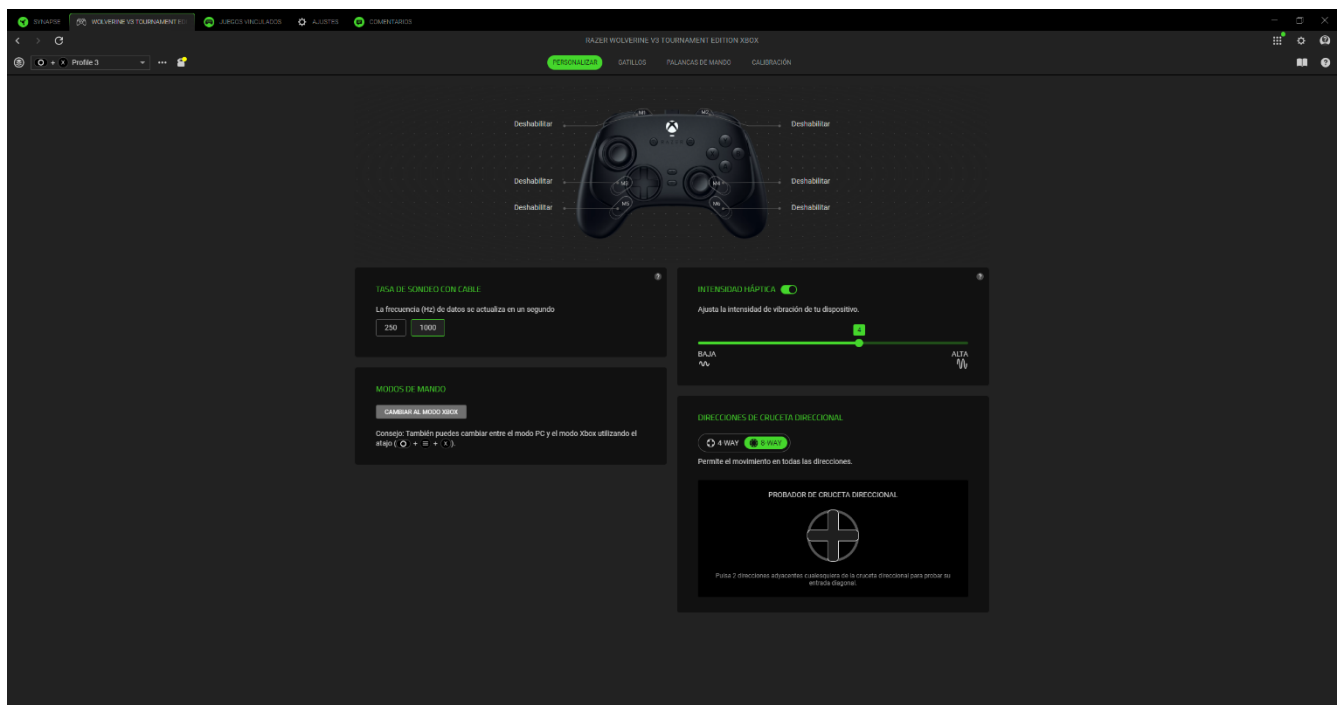 SYNAPSE
WOLVERINE V3 TOURNAMENT EDI
JUEGOS VINCULADOS
AJUSTES
COMENTARIOS
RAZER WOLVERINE V3 TOURNAMENT EDITION XBOX
+ X Profile 3
PERSONALIZAR
GATILLOS
PALANCAS DE MANDO
CALIBRACIÓN
M1
M2
Deshabilitar
Deshabilitar
RAZER
Deshabilitar
M3
M4
Deshabilitar
Deshabilitar
M5
M6
Deshabilitar
TASA DE SONDEO CON CABLE
La frecuencia (Hz) de datos se actualiza en un segundo
250
1000
MODOS DE MANDO
CAMBIAR AL MODO XBOX
Consejo: También puedes cambiar entre el modo PC y el modo Xbox utilizando el
atajo ( + ≡ + X ).
INTENSIDAD HÁPTICA
Ajusta la intensidad de vibración de tu dispositivo.
4
BAJA
ALTA
DIRECCIONES DE CRUCETA DIRECCIONAL
4-WAY
8-WAY
Permite el movimiento en todas las direcciones.
PROBADOR DE CRUCETA DIRECCIONAL
Pulsa 2 direcciones adyacentes cualesquiera de la cruceta direccional para probar su
entrada diagonal.